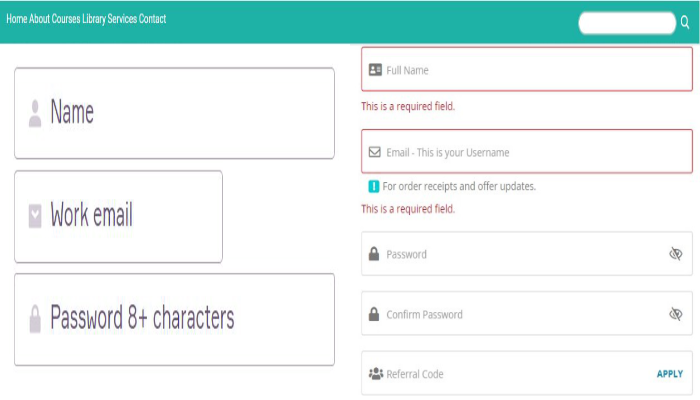 Home About Courses Library Services Contact
Name
Work email
Password 8+ characters
Full Name
This is a required field.
Email - This is your Username
For order receipts and offer updates.
This is a required field.
Password
Confirm Password
Referral Code APPLY